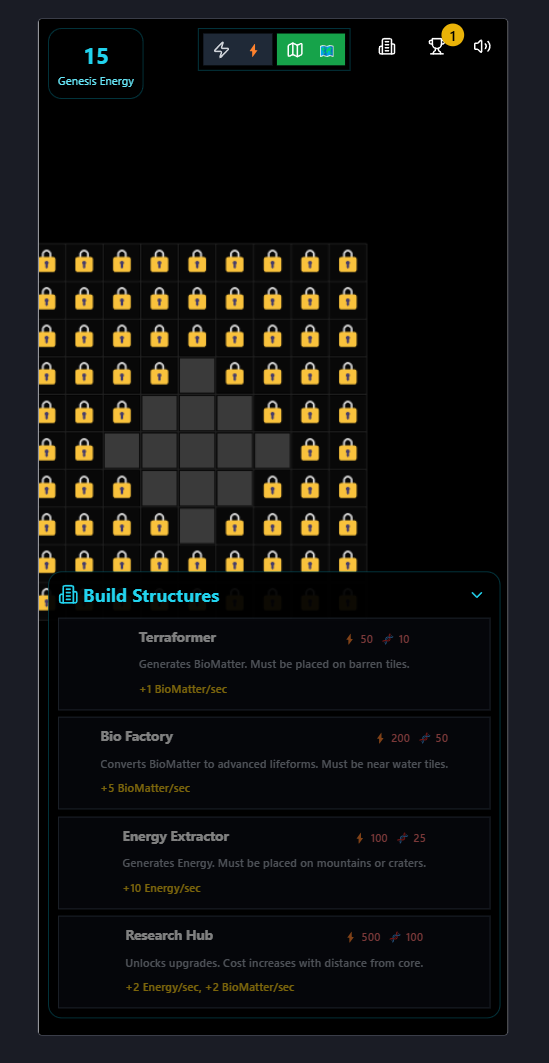 15
Genesis Energy
1
Build Structures
Terraformer
50 10
Generates BioMatter. Must be placed on barren tiles.
+1 BioMatter/sec
Bio Factory
200 50
Converts BioMatter to advanced lifeforms. Must be near water tiles.
+5 BioMatter/sec
Energy Extractor
100 25
Generates Energy. Must be placed on mountains or craters.
+10 Energy/sec
Research Hub
500 100
Unlocks upgrades. Cost increases with distance from core.
+2 Energy/sec, +2 BioMatter/sec